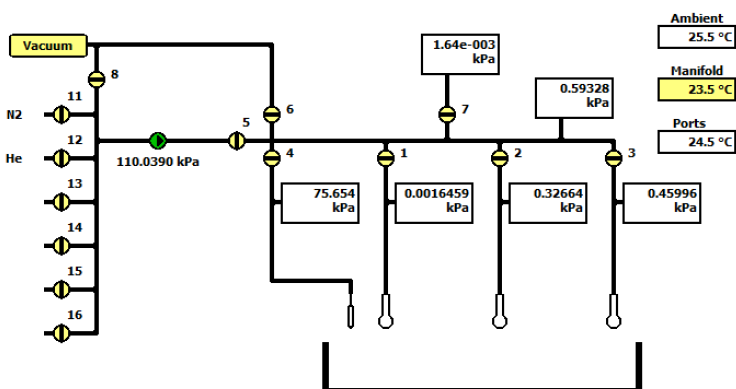 Ambient
25.5 °C
Vacuum
1.64e-003
kPa
8
Manifold
23.5 °C
0.59328
kPa
11
N2
6
7
5
Ports
24.5 °C
12
He
110.0390 kPa
4
1
2
3
13
75.654
kPa
0.0016459
kPa
0.32664
kPa
0.45996
kPa
14
15
16